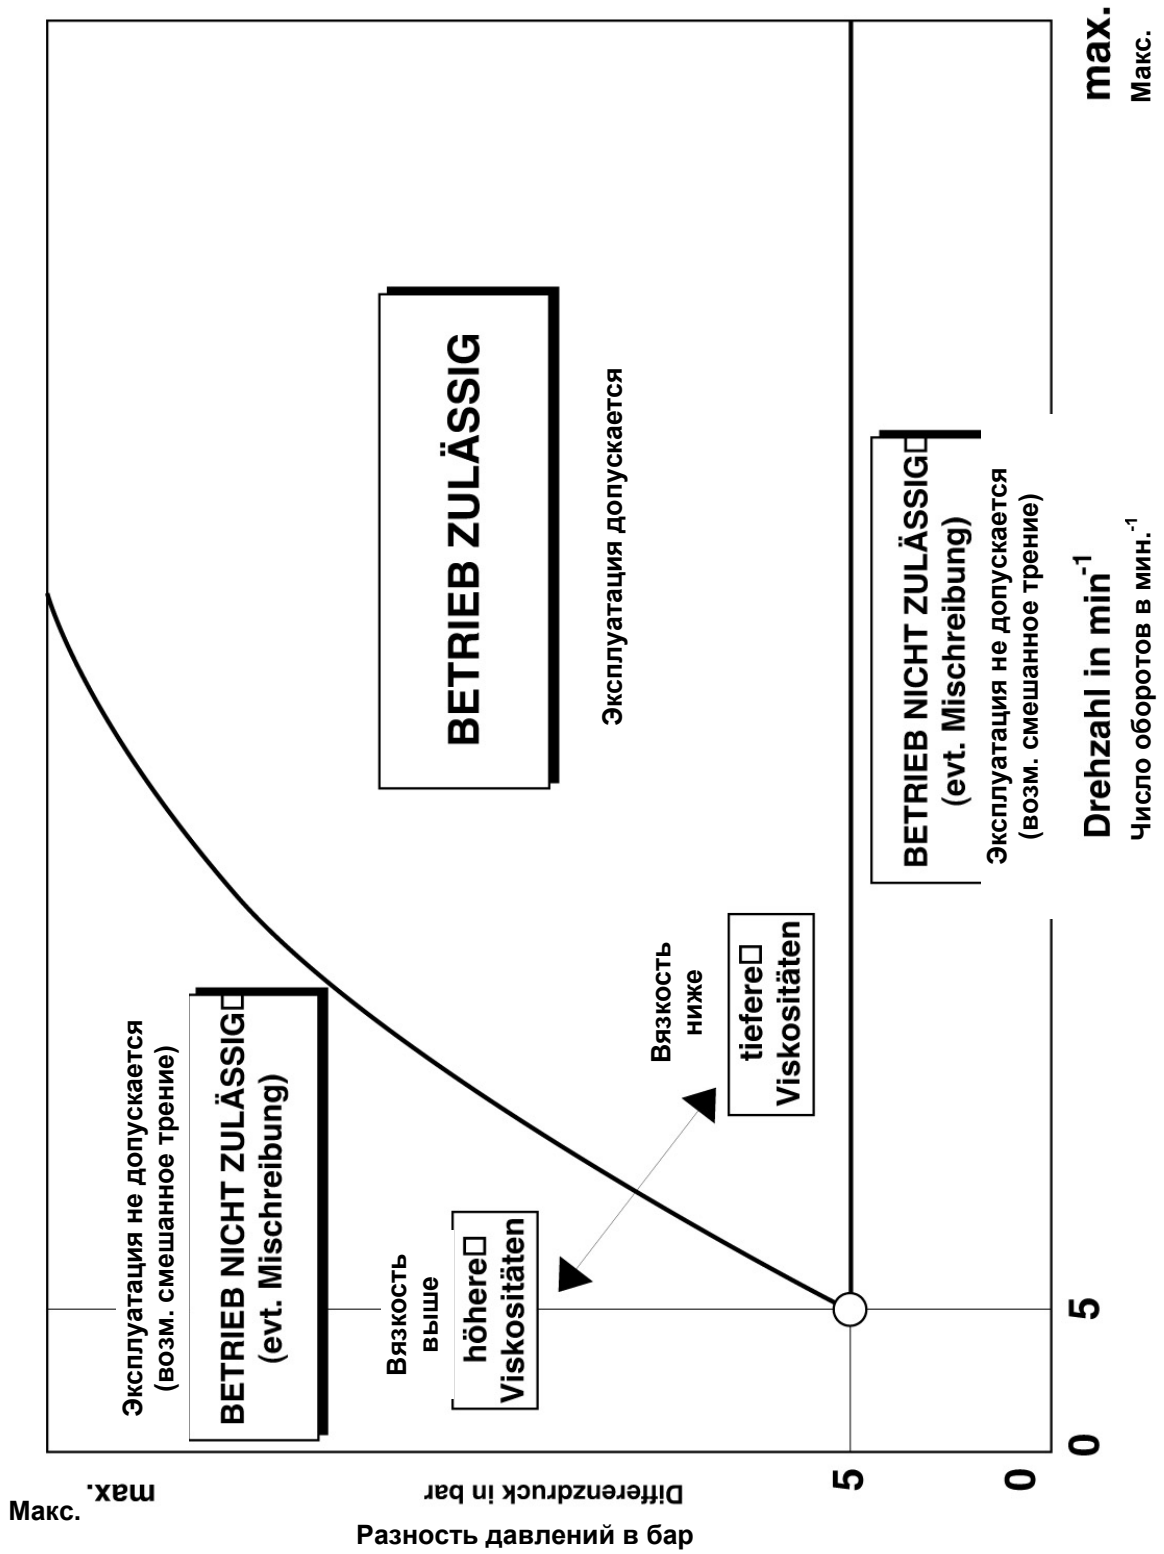 Эксплуатация не допускается
(возм. смешанное трение)
BETRIEB NICHT ZULÄSSIG
(evt. Mischreibung)
BETRIEB ZULÄSSIG
Эксплуатация допускается
Вязкость
выше
höhere
Viskositäten
Вязкость
ниже
tiefere
Viskositäten
BETRIEB NICHT ZULÄSSIG
(evt. Mischreibung)
Эксплуатация не допускается
(возм. смешанное трение)
Макс.
max.
Differenzdruck in bar
Разность давлений в бар
5
0
0
5
Drehzahl in min⁻¹
Число оборотов в мин.⁻¹
max.
Макс.